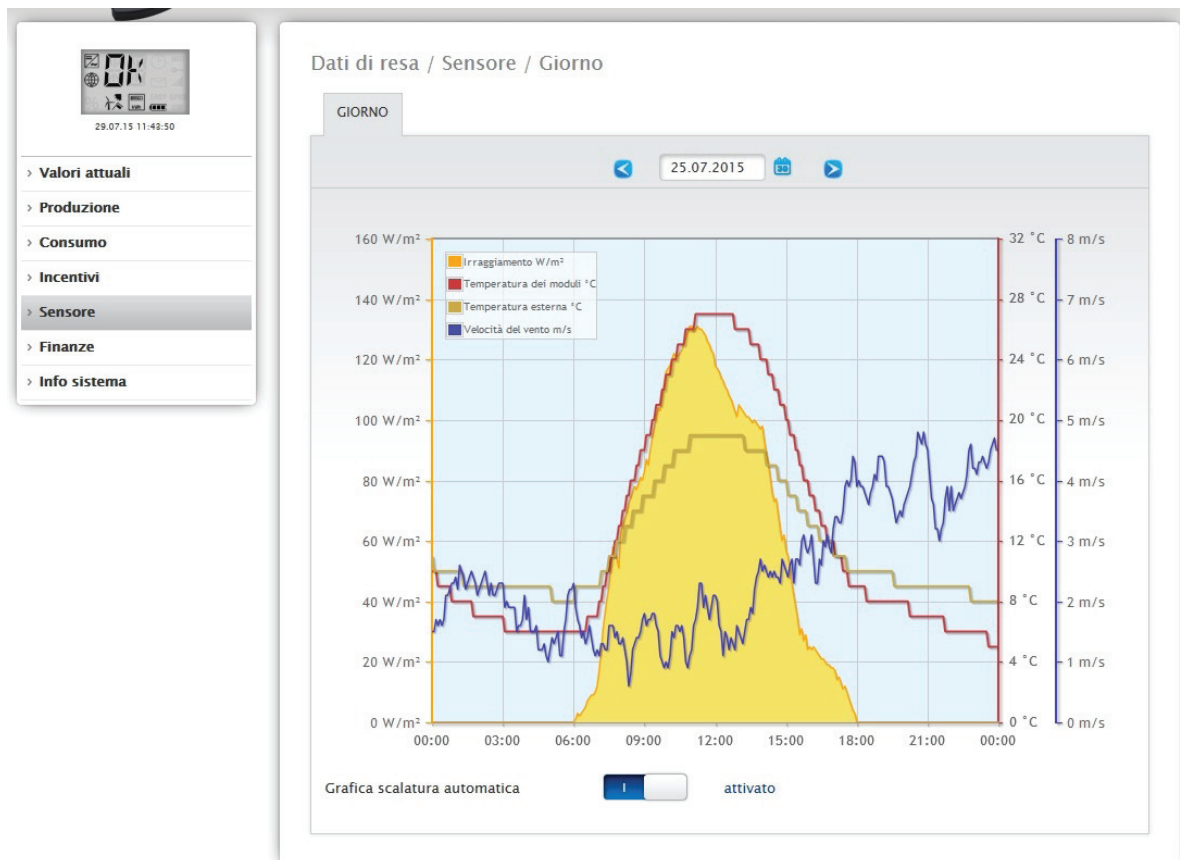 OK
29.07.15 11:43:50
› Valori attuali
› Produzione
› Consumo
› Incentivi
› Sensore
› Finanze
› Info sistema
Dati di resa / Sensore / Giorno
GIORNO
25.07.2015
30
160 W/m² 32 °C 8 m/s
Irraggiamento W/m²
Temperatura dei moduli °C
140 W/m² 28 °C 7 m/s
Temperatura esterna °C
Velocità del vento m/s
120 W/m² 24 °C 6 m/s
100 W/m² 20 °C 5 m/s
80 W/m² 16 °C 4 m/s
60 W/m² 12 °C 3 m/s
40 W/m² 8 °C 2 m/s
20 W/m² 4 °C 1 m/s
0 W/m² 0 °C 0 m/s
00:00 03:00 06:00 09:00 12:00 15:00 18:00 21:00 00:00
Grafica scalatura automatica I attivato